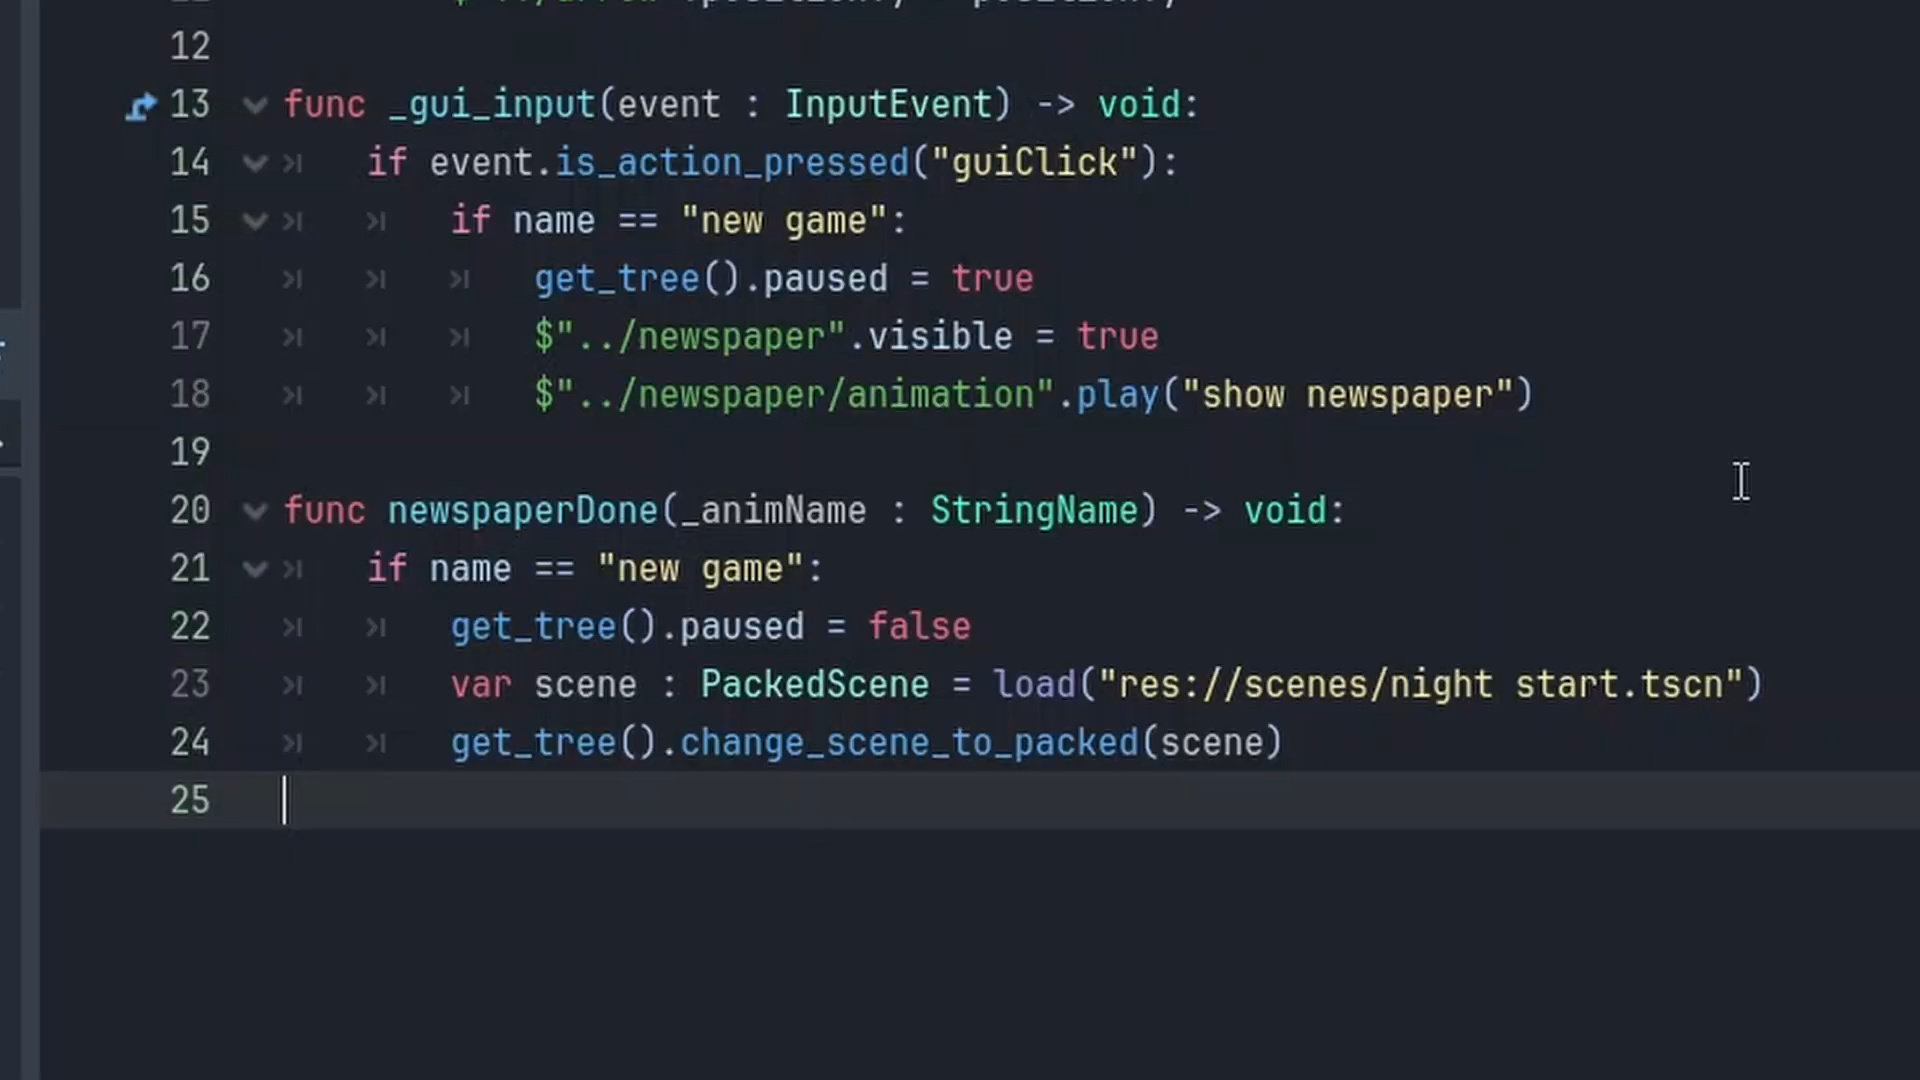 12
13 func _gui_input(event : InputEvent) -> void:
14 if event.is_action_pressed("guiClick"):
15 if name == "new game":
16 get_tree().paused = true
17 $"../newspaper".visible = true
18 $"../newspaper/animation".play("show newspaper")
19
20 func newspaperDone(_animName : StringName) -> void:
21 if name == "new game":
22 get_tree().paused = false
23 var scene : PackedScene = load("res://scenes/night start.tscn")
24 get_tree().change_scene_to_packed(scene)
25